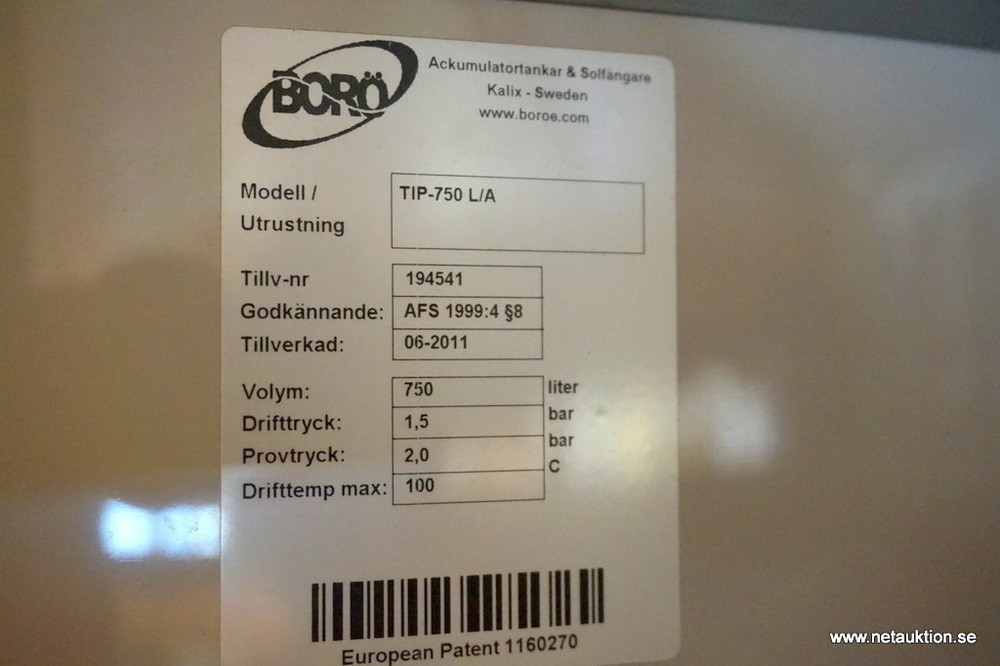 BORÖ
Ackumulatortankar & Solfångare
Kalix - Sweden
www.boroe.com
Modell / TIP-750 L/A
Utrustning
Tillv-nr 194541
Godkännande: AFS 1999:4 §8
Tillverkad: 06-2011
Volym: 750 liter
Drifttryck: 1,5 bar
Provtryck: 2,0 bar
Drifttemp max: 100 C
European Patent 1160270
www.netauktion.se